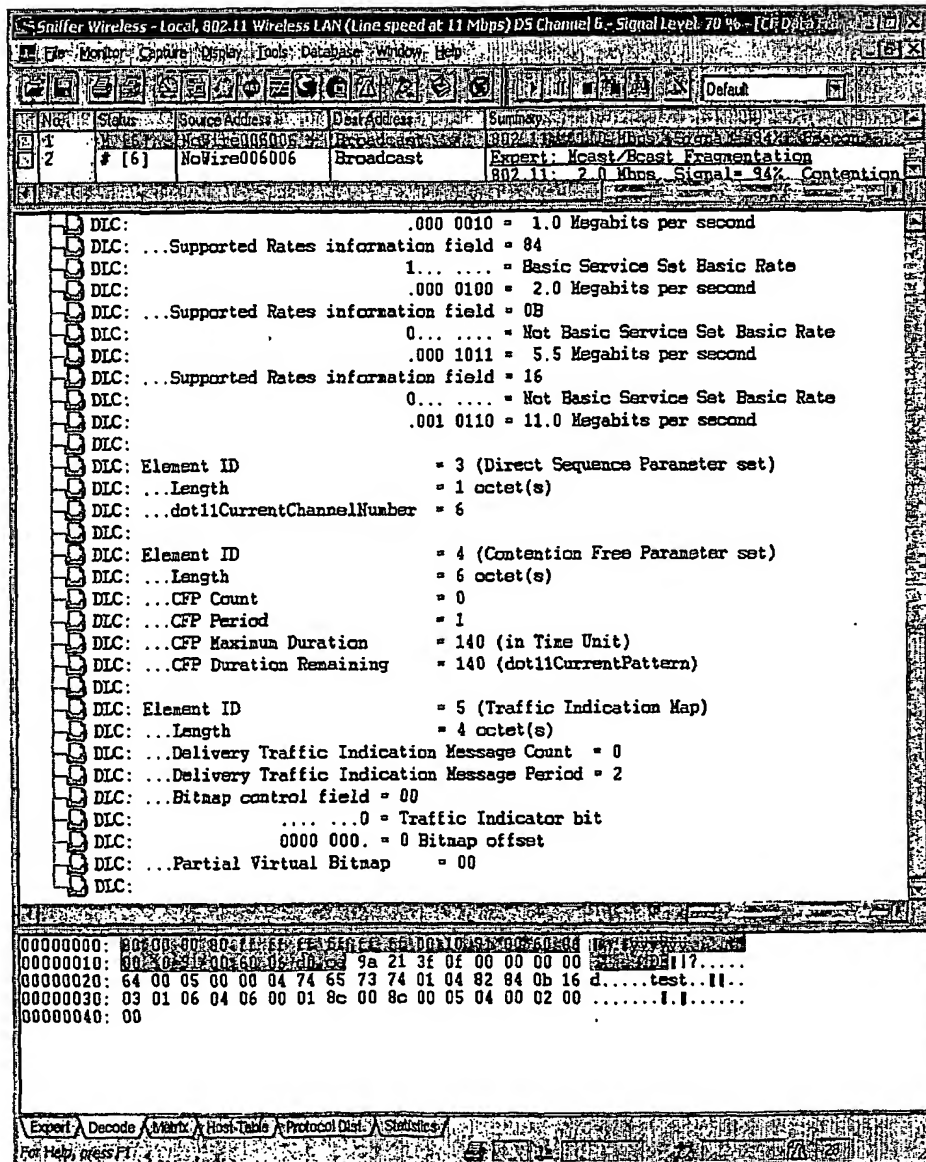 Sniffer Wireless - Local, 802.11 Wireless LAN (Line speed at 11 Mbps) DS Channel 6 - Signal Level: 70 % - [CF Data
File Monitor Capture Display Tools Database Window Help
Default
No. Status Source Address Dest Address Summary
1 Beacon
2 # [6] NoWire006006 Broadcast Expert: Mcast/Bcast Fragmentation
802.11: 2.0 Mbps, Signal= 94%, Contention
DLC: .000 0010 = 1.0 Megabits per second
DLC: ...Supported Rates information field = 84
DLC: 1... .... = Basic Service Set Basic Rate
DLC: .000 0100 = 2.0 Megabits per second
DLC: ...Supported Rates information field = 0B
DLC: 0... .... = Not Basic Service Set Basic Rate
DLC: .000 1011 = 5.5 Megabits per second
DLC: ...Supported Rates information field = 16
DLC: 0... .... = Not Basic Service Set Basic Rate
DLC: .001 0110 = 11.0 Megabits per second
DLC:
DLC: Element ID = 3 (Direct Sequence Parameter set)
DLC: ...Length = 1 octet(s)
DLC: ...dot11CurrentChannelNumber = 6
DLC:
DLC: Element ID = 4 (Contention Free Parameter set)
DLC: ...Length = 6 octet(s)
DLC: ...CFP Count = 0
DLC: ...CFP Period = 1
DLC: ...CFP Maximum Duration = 140 (in Time Unit)
DLC: ...CFP Duration Remaining = 140 (dot11CurrentPattern)
DLC:
DLC: Element ID = 5 (Traffic Indication Map)
DLC: ...Length = 4 octet(s)
DLC: ...Delivery Traffic Indication Message Count = 0
DLC: ...Delivery Traffic Indication Message Period = 2
DLC: ...Bitmap control field = 00
DLC: .... ...0 = Traffic Indicator bit
DLC: 0000 000. = 0 Bitmap offset
DLC: ...Partial Virtual Bitmap = 00
DLC:
00000000:
00000010: 9a 21 3f 0f 00 00 00 00
00000020: 64 00 05 00 00 04 74 65 73 74 01 04 82 84 0b 16 d.....test..
00000030: 03 01 06 04 06 00 01 8c 00 8c 00 05 04 00 02 00
00000040: 00 .
Expert Decode Matrix Host Table Protocol Dist. Statistics
For Help, press F1